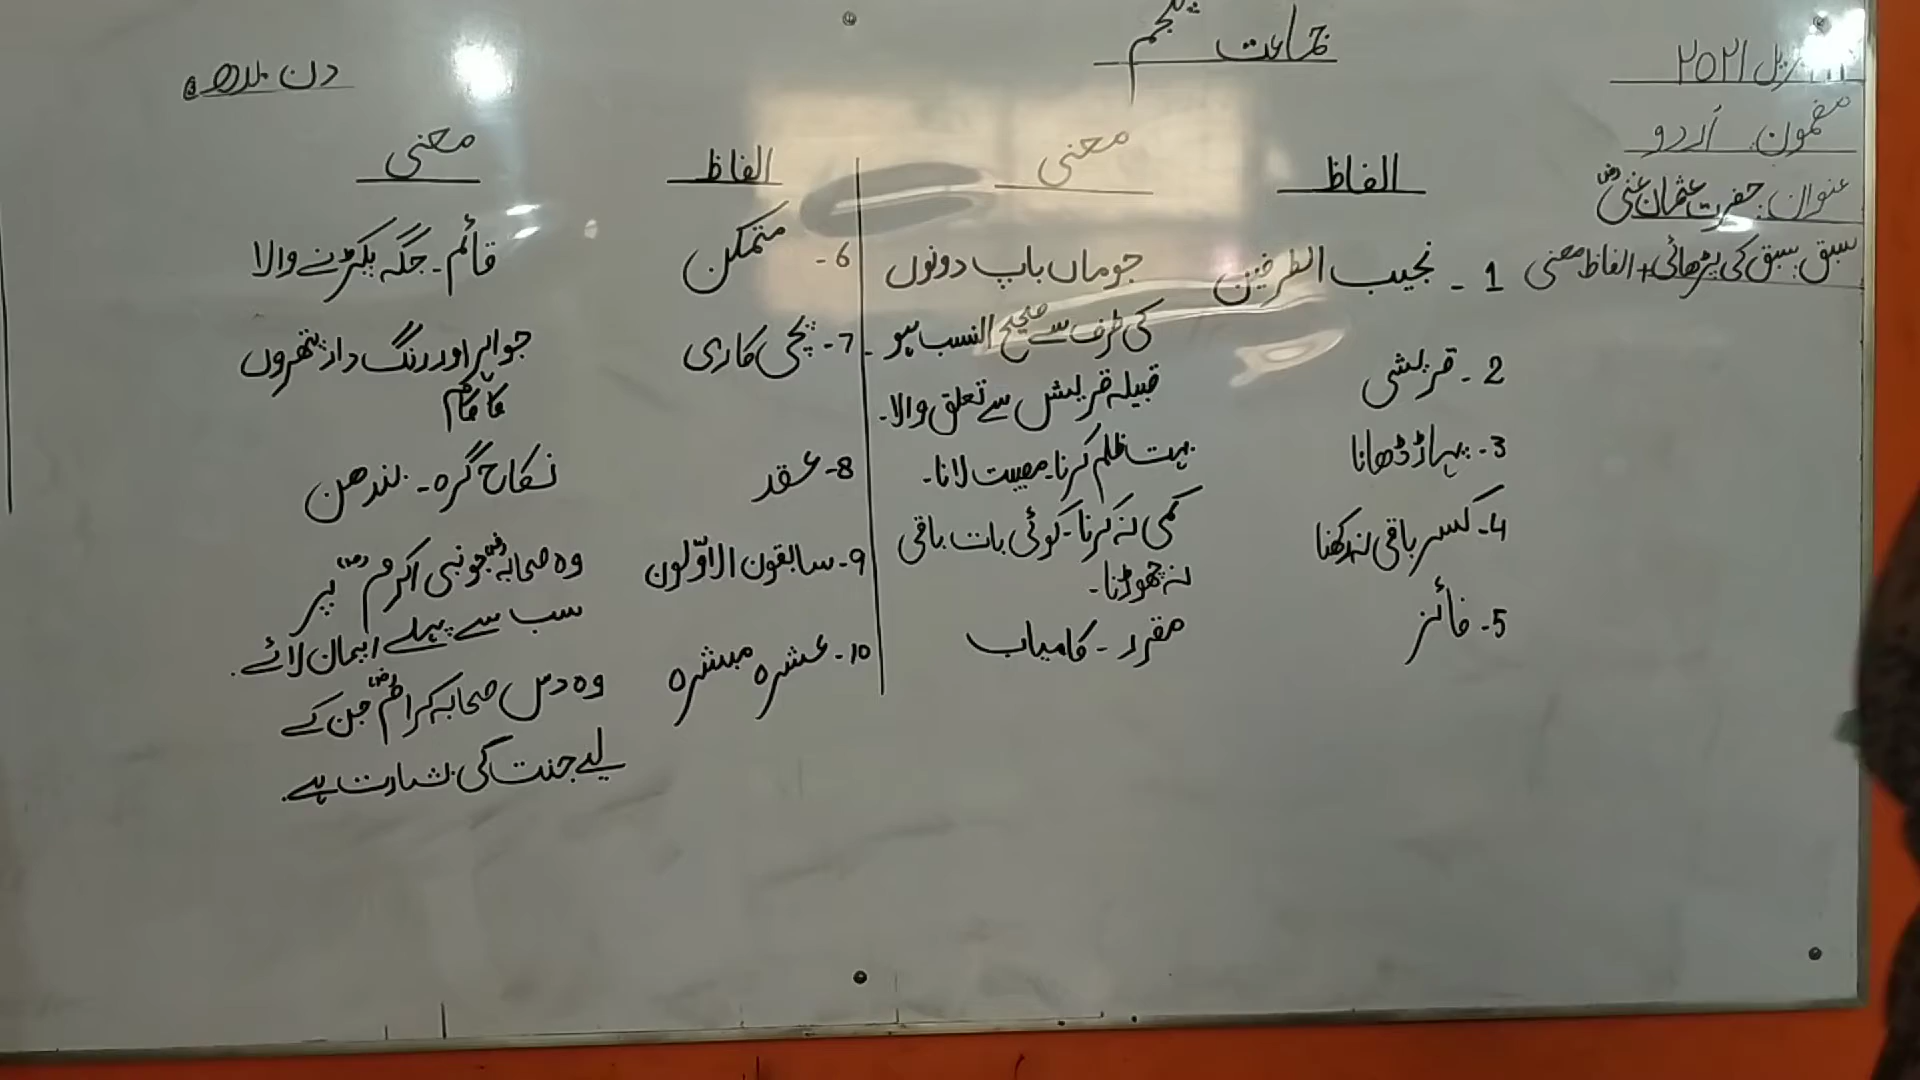 جماعت پنجم
اپریل ۲۰۲۱
دن بدھ
مضمون: اُردو
عنوان: حضرت عثمان غنیؓ
سبق: سبق کی پڑھائی + الفاظ معنی
الفاظ معنی
1 - نجیب الطرفین جو ماں باپ دونوں
کی طرف سے صحیح النسب ہو -
2 - قریشی قبیلہ قریش سے تعلق والا -
3 - پہاڑ ڈھانا بہت ظلم کرنا - مصیبت لانا -
4 - کسر باقی نہ رکھنا کمی نہ کرنا - کوئی بات باقی
نہ چھوڑنا -
5 - فائز مقرر - کامیاب
الفاظ معنی
6 - متمکن قائم - جگہ پکڑنے والا
7 - پچی کاری جواہر اور رنگ دار پتھروں
کا کام
8 - عقد نکاح گرہ - بندھن
9 - سابقون الاوّلون وہ صحابہؓ جو نبی اکرمؐ پر
سب سے پہلے ایمان لائے.
10 - عشرہ مبشرہ وہ دس صحابہ کرامؓ جن کے
لیے جنت کی بشارت ہے.